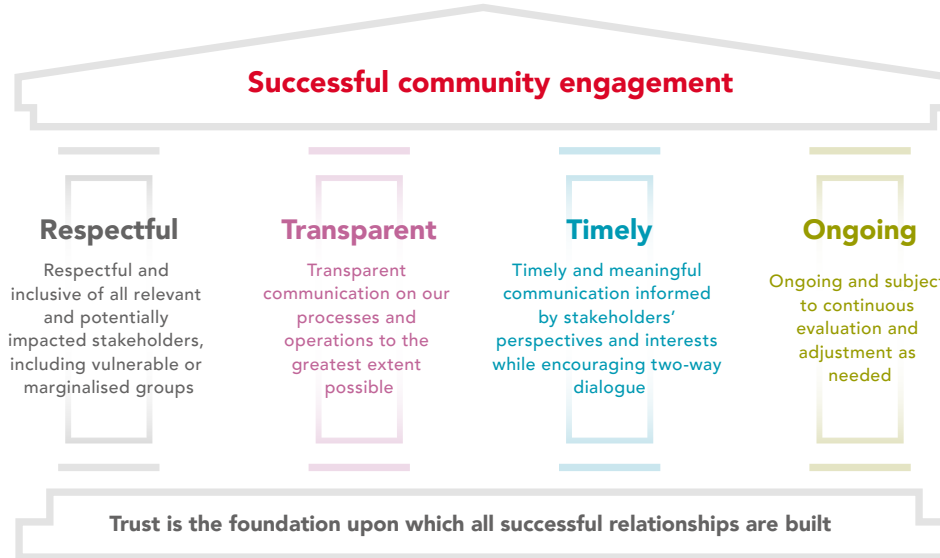 Successful community engagement
Respectful
Respectful and
inclusive of all relevant
and potentially
impacted stakeholders,
including vulnerable or
marginalised groups
Transparent
Transparent
communication on our
processes and
operations to the
greatest extent
possible
Timely
Timely and meaningful
communication informed
by stakeholders’
perspectives and interests
while encouraging two-way
dialogue
Ongoing
Ongoing and subject
to continuous
evaluation and
adjustment as
needed
Trust is the foundation upon which all successful relationships are built